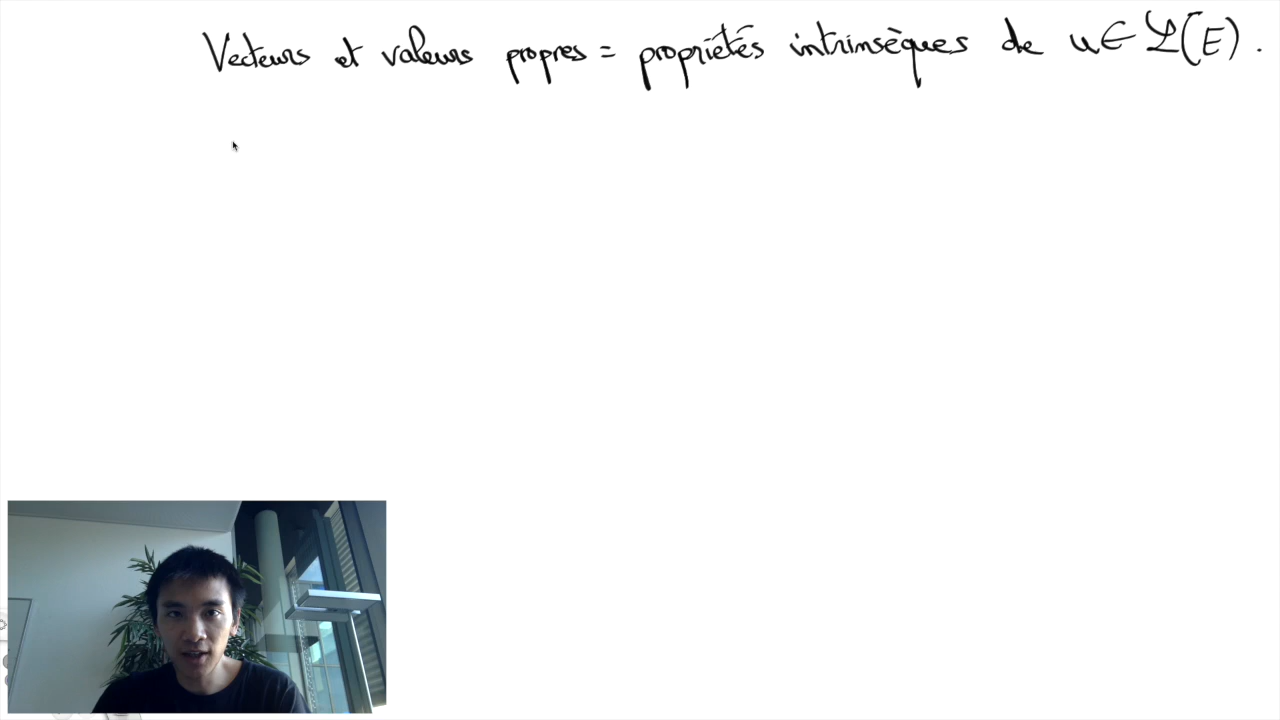 Vecteurs et valeurs propres = propriétés intrinsèques de u ∈ ℒ(E).